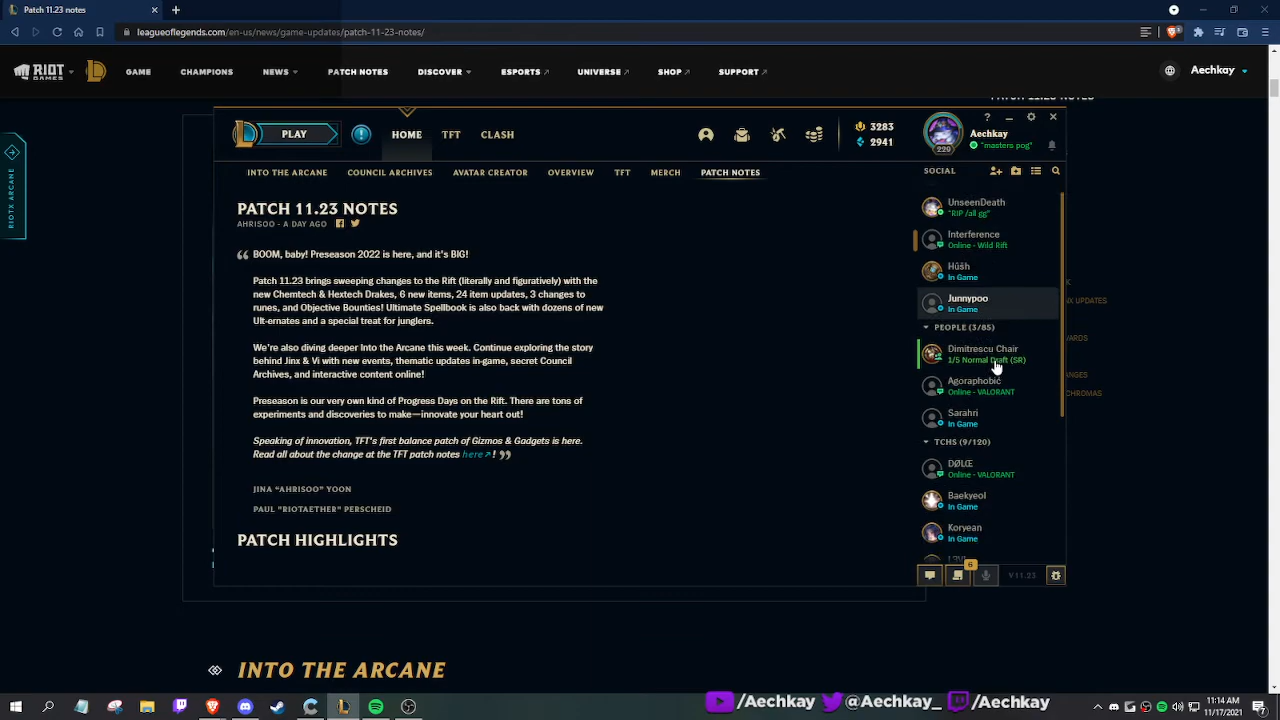 Patch 11.23 notes
leagueoflegends.com/en-us/news/game-updates/patch-11-23-notes/
RIOT GAMES
GAME
CHAMPIONS
NEWS
PATCH NOTES
DISCOVER
ESPORTS
UNIVERSE
SHOP
SUPPORT
Aechkay
RIOTX ARCANE
PLAY
HOME
TFT
CLASH
3283
2941
220
Aechkay
"masters pog"
INTO THE ARCANE
COUNCIL ARCHIVES
AVATAR CREATOR
OVERVIEW
TFT
MERCH
PATCH NOTES
SOCIAL
PATCH 11.23 NOTES
AHRISOO - A DAY AGO
BOOM, baby! Preseason 2022 is here, and it's BIG!
Patch 11.23 brings sweeping changes to the Rift (literally and figuratively) with the
new Chemtech & Hextech Drakes, 6 new items, 24 item updates, 3 changes to
runes, and Objective Bounties! Ultimate Spellbook is also back with dozens of new
Ult-ernates and a special treat for junglers.
We're also diving deeper into the Arcane this week. Continue exploring the story
behind Jinx & Vi with new events, thematic updates in-game, secret Council
Archives, and interactive content online!
Preseason is our very own kind of Progress Days on the Rift. There are tons of
experiments and discoveries to make—innovate your heart out!
Speaking of innovation, TFT's first balance patch of Gizmos & Gadgets is here.
Read all about the change at the TFT patch notes here!
JINA "AHRISOO" YOON
PAUL "RIOTAETHER" PERSCHEID
PATCH HIGHLIGHTS
UnseenDeath
"RIP /all gg"
Interference
Online - Wild Rift
Hûšh
In Game
Junnypoo
In Game
PEOPLE (3/85)
Dimitrescu Chair
1/5 Normal Draft (SR)
Agoraphobić
Online - VALORANT
Sarahri
In Game
TCHS (9/120)
DØLŒ
Online - VALORANT
Baekyeol
In Game
Koryean
In Game
6
V11.23
NX UPDATES
INTO THE ARCANE
/Aechkay
@Aechkay_
/Aechkay
11:14 AM
11/17/2021